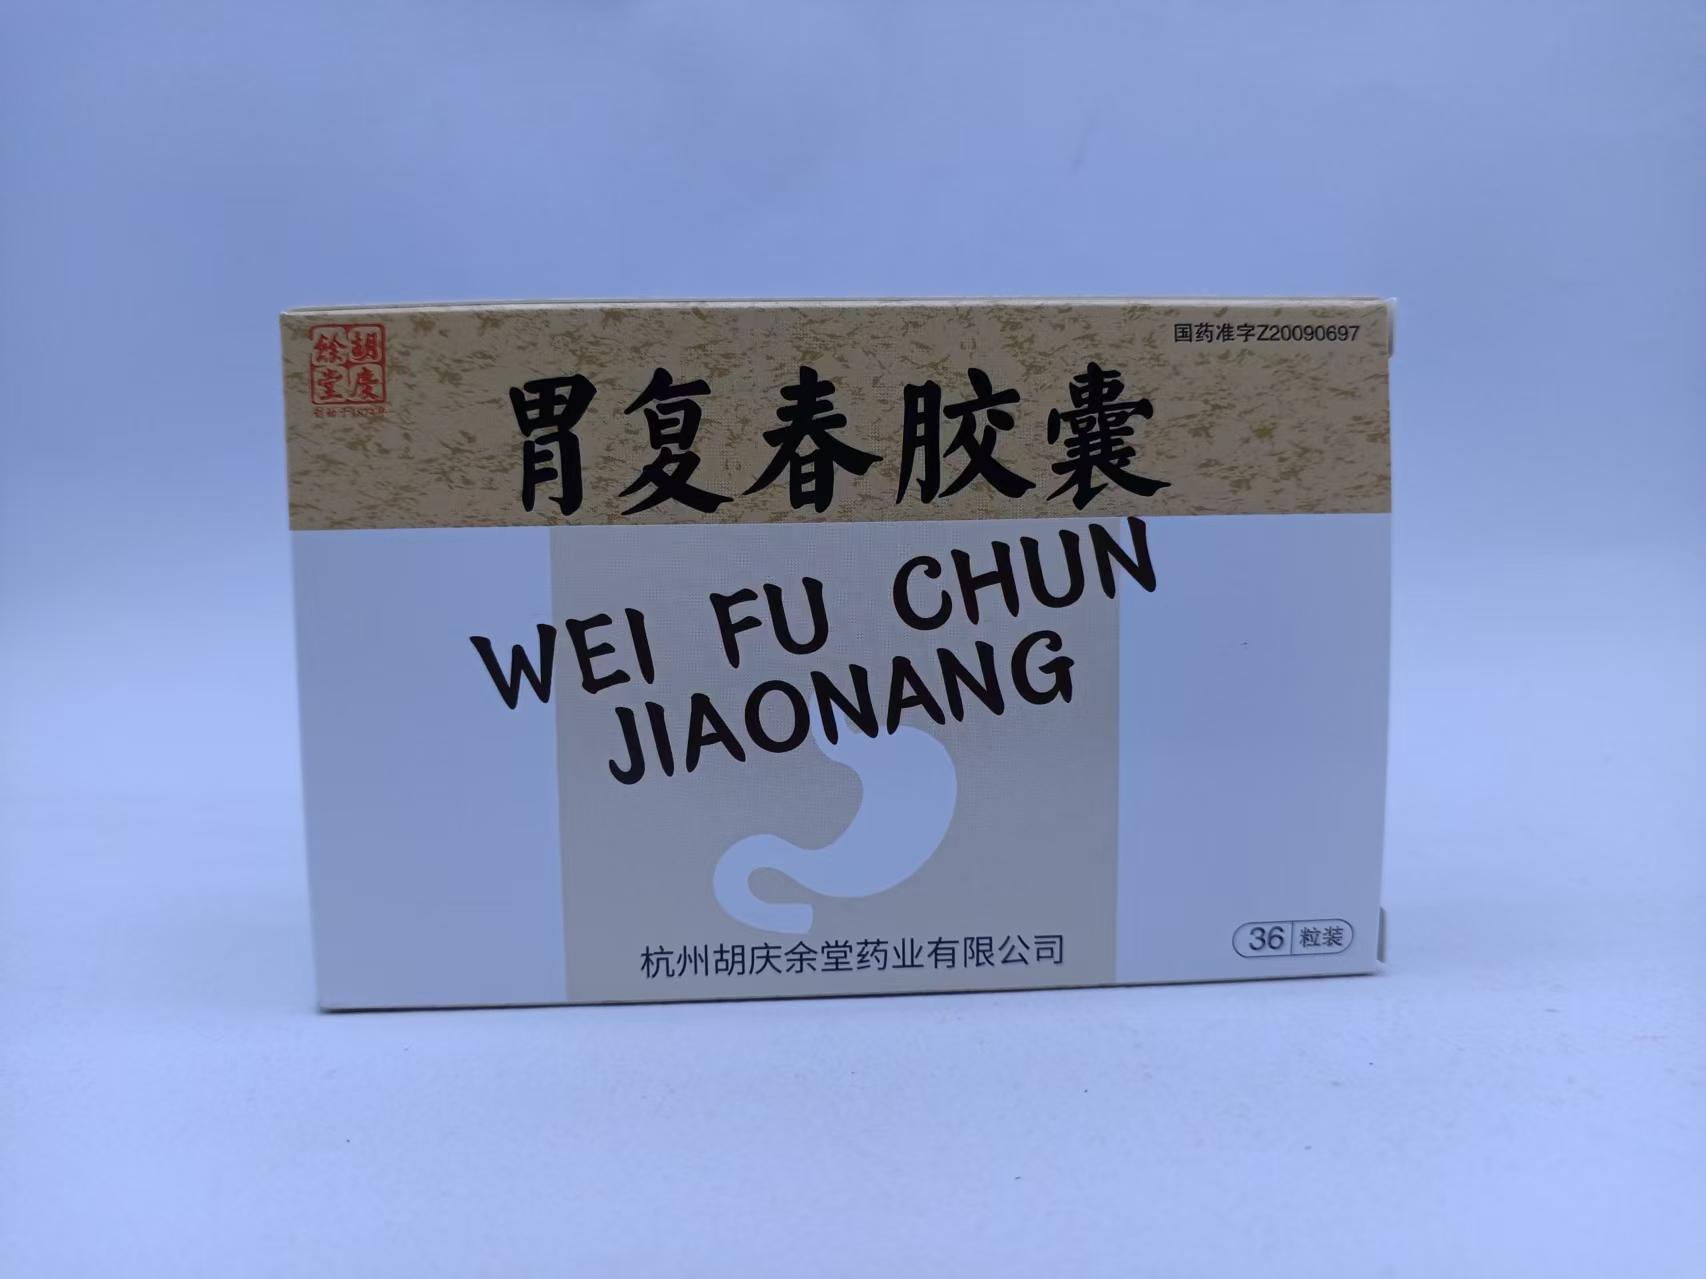 胡慶餘堂
国药准字Z20090697
胃复春胶囊
WEI FU CHUN
JIAONANG
杭州胡庆余堂药业有限公司
36粒装